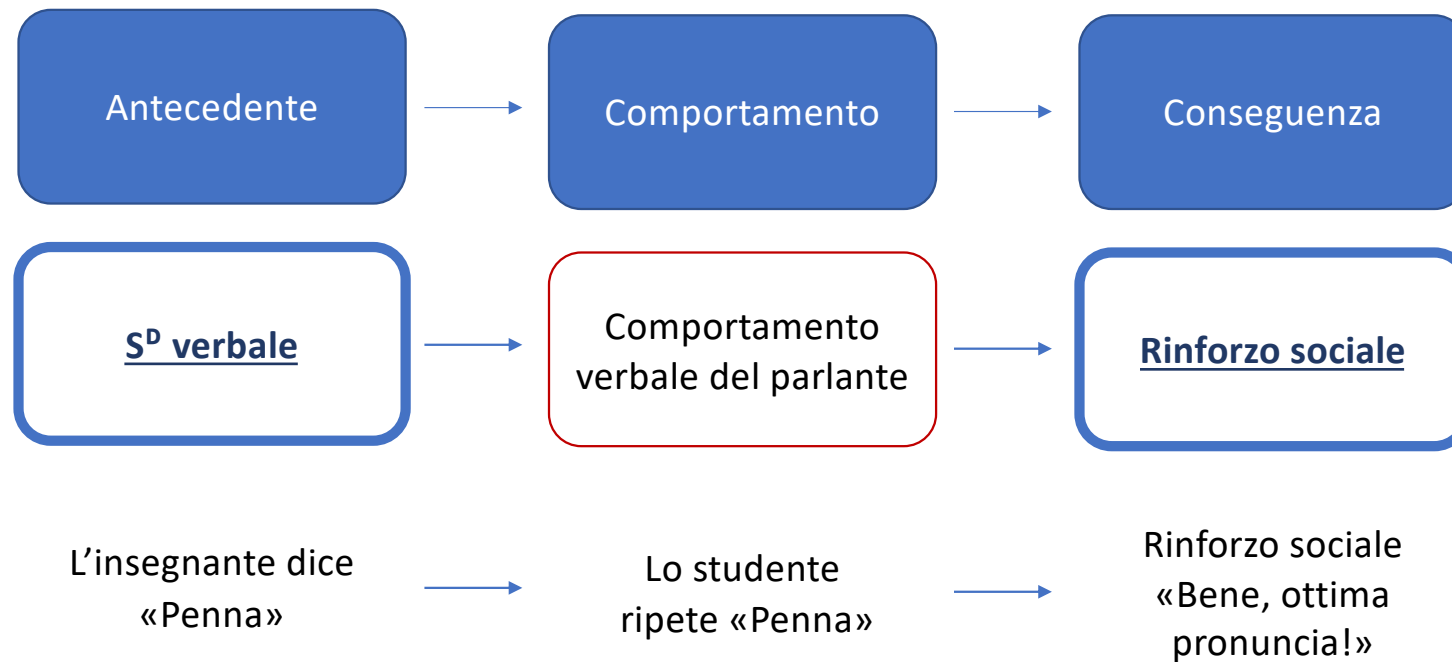 Antecedente
Comportamento
Conseguenza
Sᴰ verbale
Comportamento
verbale del parlante
Rinforzo sociale
L’insegnante dice
«Penna»
Lo studente
ripete «Penna»
Rinforzo sociale
«Bene, ottima
pronuncia!»